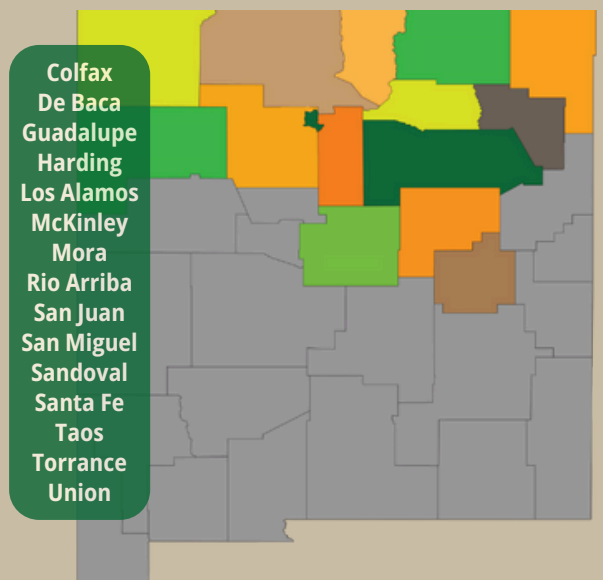 Colfax
De Baca
Guadalupe
Harding
Los Alamos
McKinley
Mora
Rio Arriba
San Juan
San Miguel
Sandoval
Santa Fe
Taos
Torrance
Union